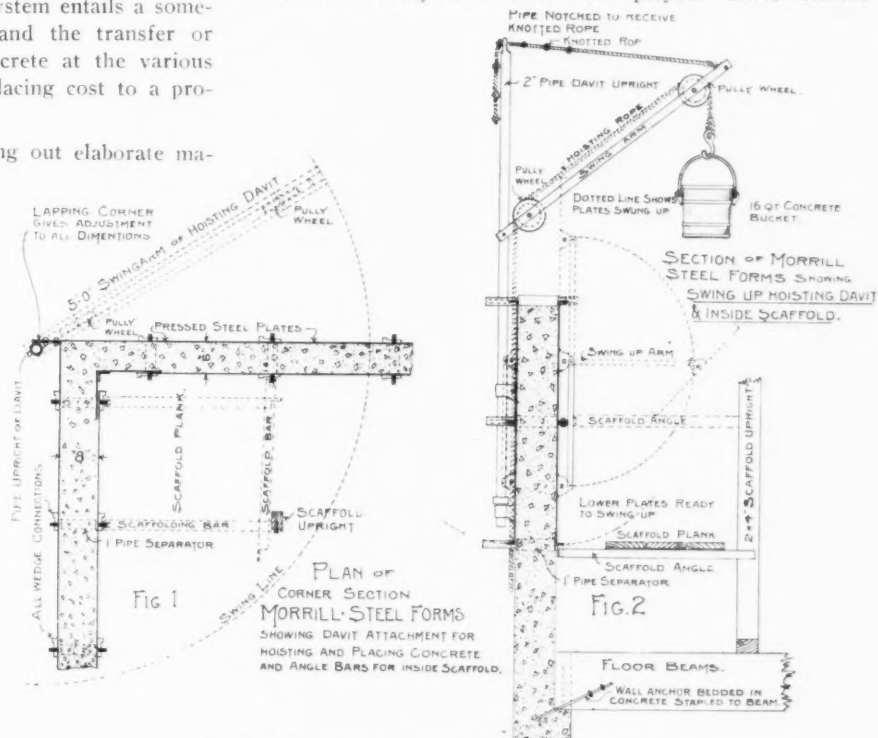 ystem entails a some-
and the transfer or
crete at the various
lacing cost to a pro-
ng out elaborate ma-
LAPPING CORNER
GIVES ADJUSTMENT
TO ALL DIMENTIONS
5'-0" SWING ARM OF HOISTING DAVIT
PULLY
WHEEL
PULLY
WHEEL
PRESSED STEEL PLATES
PIPE UPRIGHT OF DAVIT
ALL WEDGE CONNECTIONS
6"
8"
SCAFFOLD PLANK
SCAFFOLD BAR
SCAFFOLDING BAR
SCAFFOLL
UPRIGHT
1" PIPE SEPARATOR
SWING LINE
FIG 1
PLAN OF
CORNER SECTION
MORRILL-STEEL FORMS
SHOWING DAVIT ATTACHMENT FOR
HOISTING AND PLACING CONCRETE
AND ANGLE BARS FOR INSIDE SCAFFOLD.
PIPE NOTCHED TO RECEIVE
KNOTTED ROPE
KNOTTED ROP
2" PIPE DAVIT UPRIGHT
PULLY WHEEL.
HOISTING ROPE
SWING ARM
PULLY
WHEEL
DOTTED LINE SHOWS
PLATES SWUNG UP
16 QT CONCRETE
BUCKET
SECTION OF MORRILL
STEEL FORMS SHOWING
SWING UP HOISTING DAVIT
& INSIDE SCAFFOLD.
SWING UP ARM
SCAFFOLD ANGLE
2"x4" SCAFFOLD UPRIGHT
LOWER PLATES READY
TO SWING-UP
SCAFFOLD PLANK
SCAFFOLD ANGLE
1" PIPE SEPARATOR
FIG.2
FLOOR BEAMS.
WALL ANCHOR BEDDED IN
CONCRETE STAPLED TO BEAM